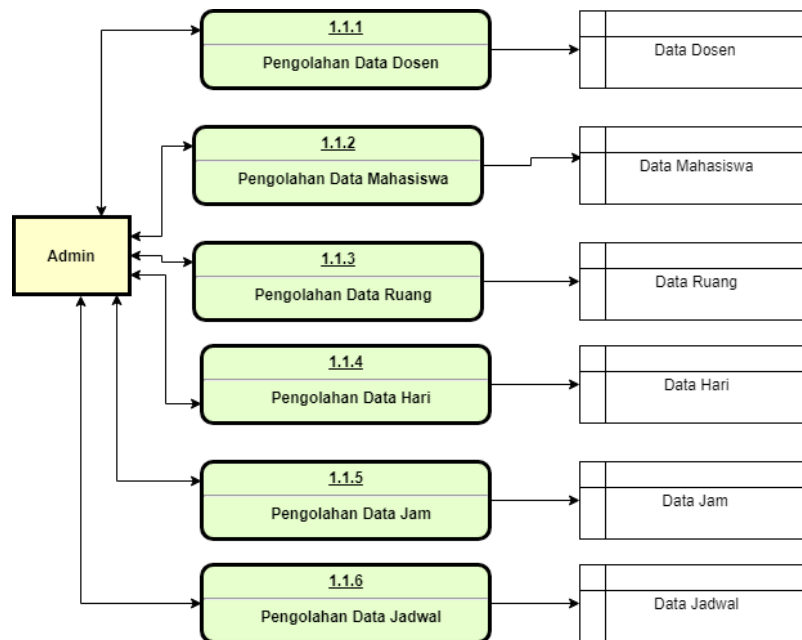 1.1.1
Pengolahan Data Dosen
Data Dosen
1.1.2
Pengolahan Data Mahasiswa
Data Mahasiswa
Admin
1.1.3
Pengolahan Data Ruang
Data Ruang
1.1.4
Pengolahan Data Hari
Data Hari
1.1.5
Pengolahan Data Jam
Data Jam
1.1.6
Pengolahan Data Jadwal
Data Jadwal